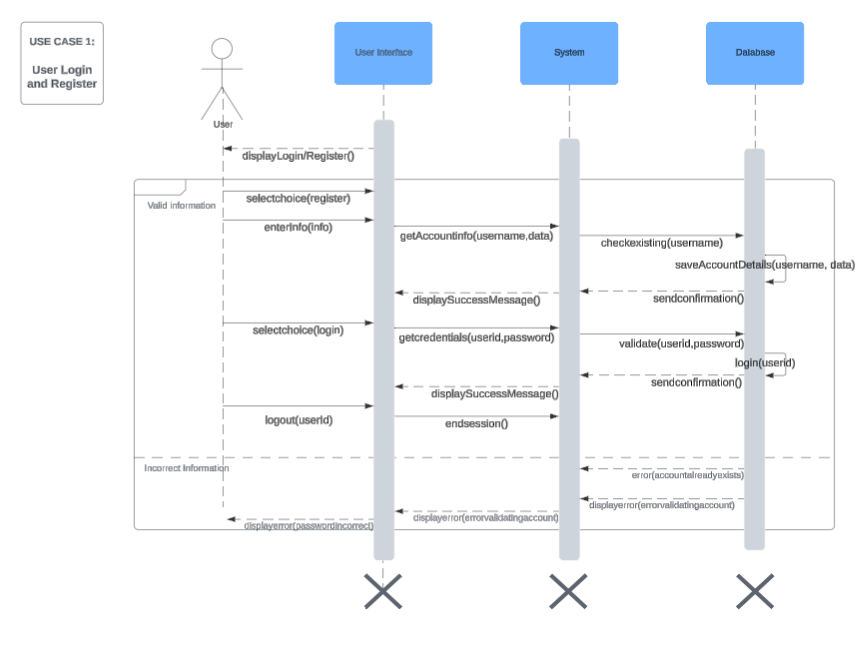 USE CASE 1:
User Login
and Register
User
User Interface
System
Database
displayLogin/Register()
Valid information
selectchoice(register)
enterInfo(info)
getAccountinfo(username,data)
checkexisting(username)
saveAccountDetails(username, data)
sendconfirmation()
displaySuccessMessage()
selectchoice(login)
getcredentials(userid,password)
validate(userid,password)
login(userid)
sendconfirmation()
displaySuccessMessage()
logout(userId)
endsession()
Incorrect Information
error(accountalreadyexists)
displayerror(errorvalidatingaccount)
displayerror(errorvalidatingaccount)
displayerror(passwordincorrect)